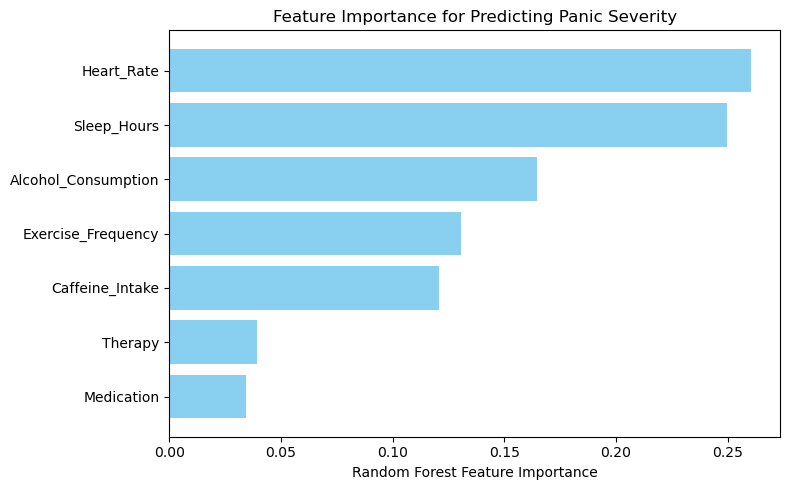 Feature Importance for Predicting Panic Severity
Heart_Rate
Sleep_Hours
Alcohol_Consumption
Exercise_Frequency
Caffeine_Intake
Therapy
Medication
0.00 0.05 0.10 0.15 0.20 0.25
Random Forest Feature Importance